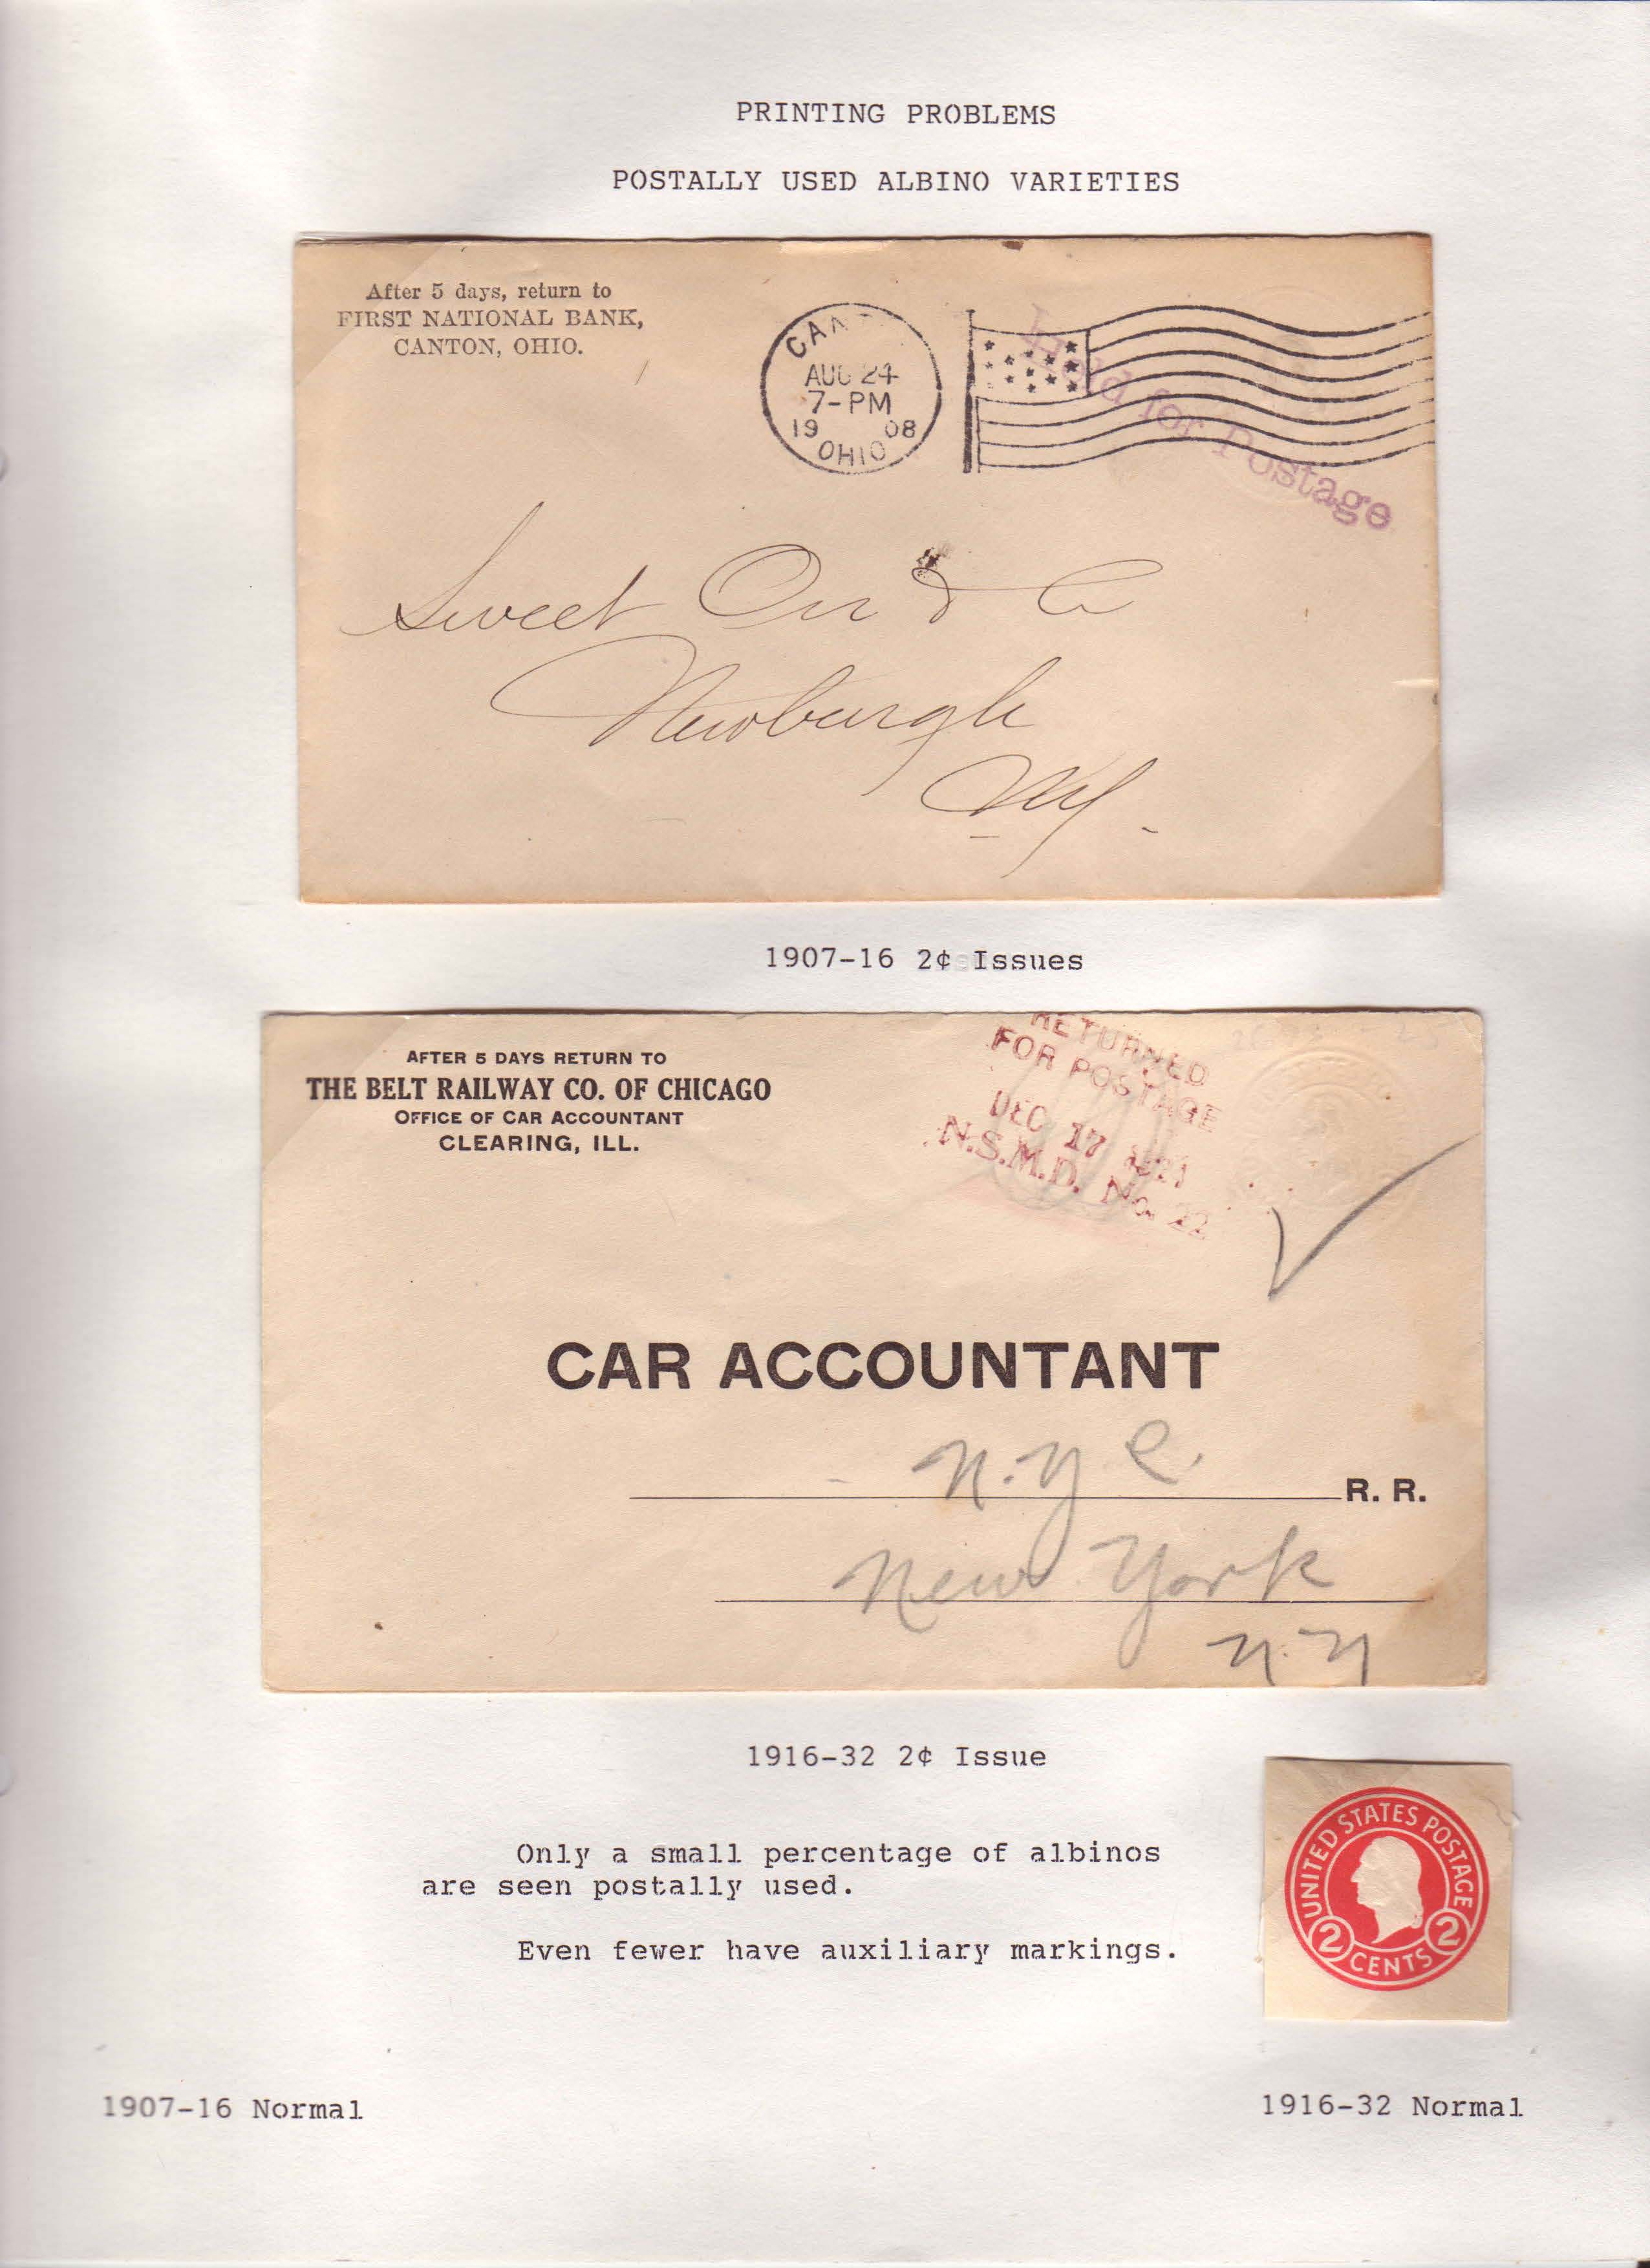 PRINTING PROBLEMS
POSTALLY USED ALBINO VARIETIES
After 5 days, return to
FIRST NATIONAL BANK,
CANTON, OHIO.
CAN
AUG 24
7-PM
19 08
OHIO
Hold for Postage
Sweet Orr & Co
Newburgh
NY
1907-16 2¢ Issues
AFTER 5 DAYS RETURN TO
THE BELT RAILWAY CO. OF CHICAGO
OFFICE OF CAR ACCOUNTANT
CLEARING, ILL.
RETURNED
FOR POSTAGE
DEC 17 1921
N.S.M.D. No. 22
CAR ACCOUNTANT
N.Y.C. R. R.
New York
N.Y
1916-32 2¢ Issue
Only a small percentage of albinos
are seen postally used.
Even fewer have auxiliary markings.
UNITED STATES POSTAGE
2 CENTS 2
1907-16 Normal
1916-32 Normal